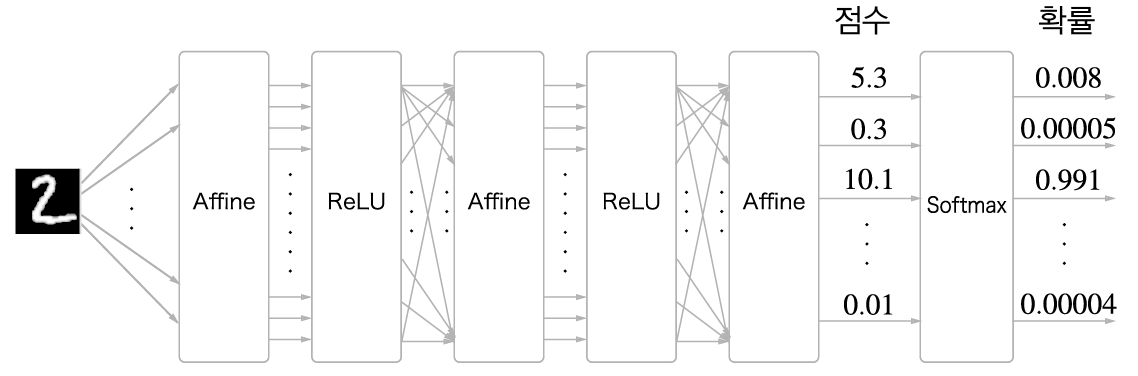 점수 확률
5.3 0.008
0.3 0.00005
10.1 0.991
2 Affine ReLU Affine ReLU Affine Softmax
0.01 0.00004